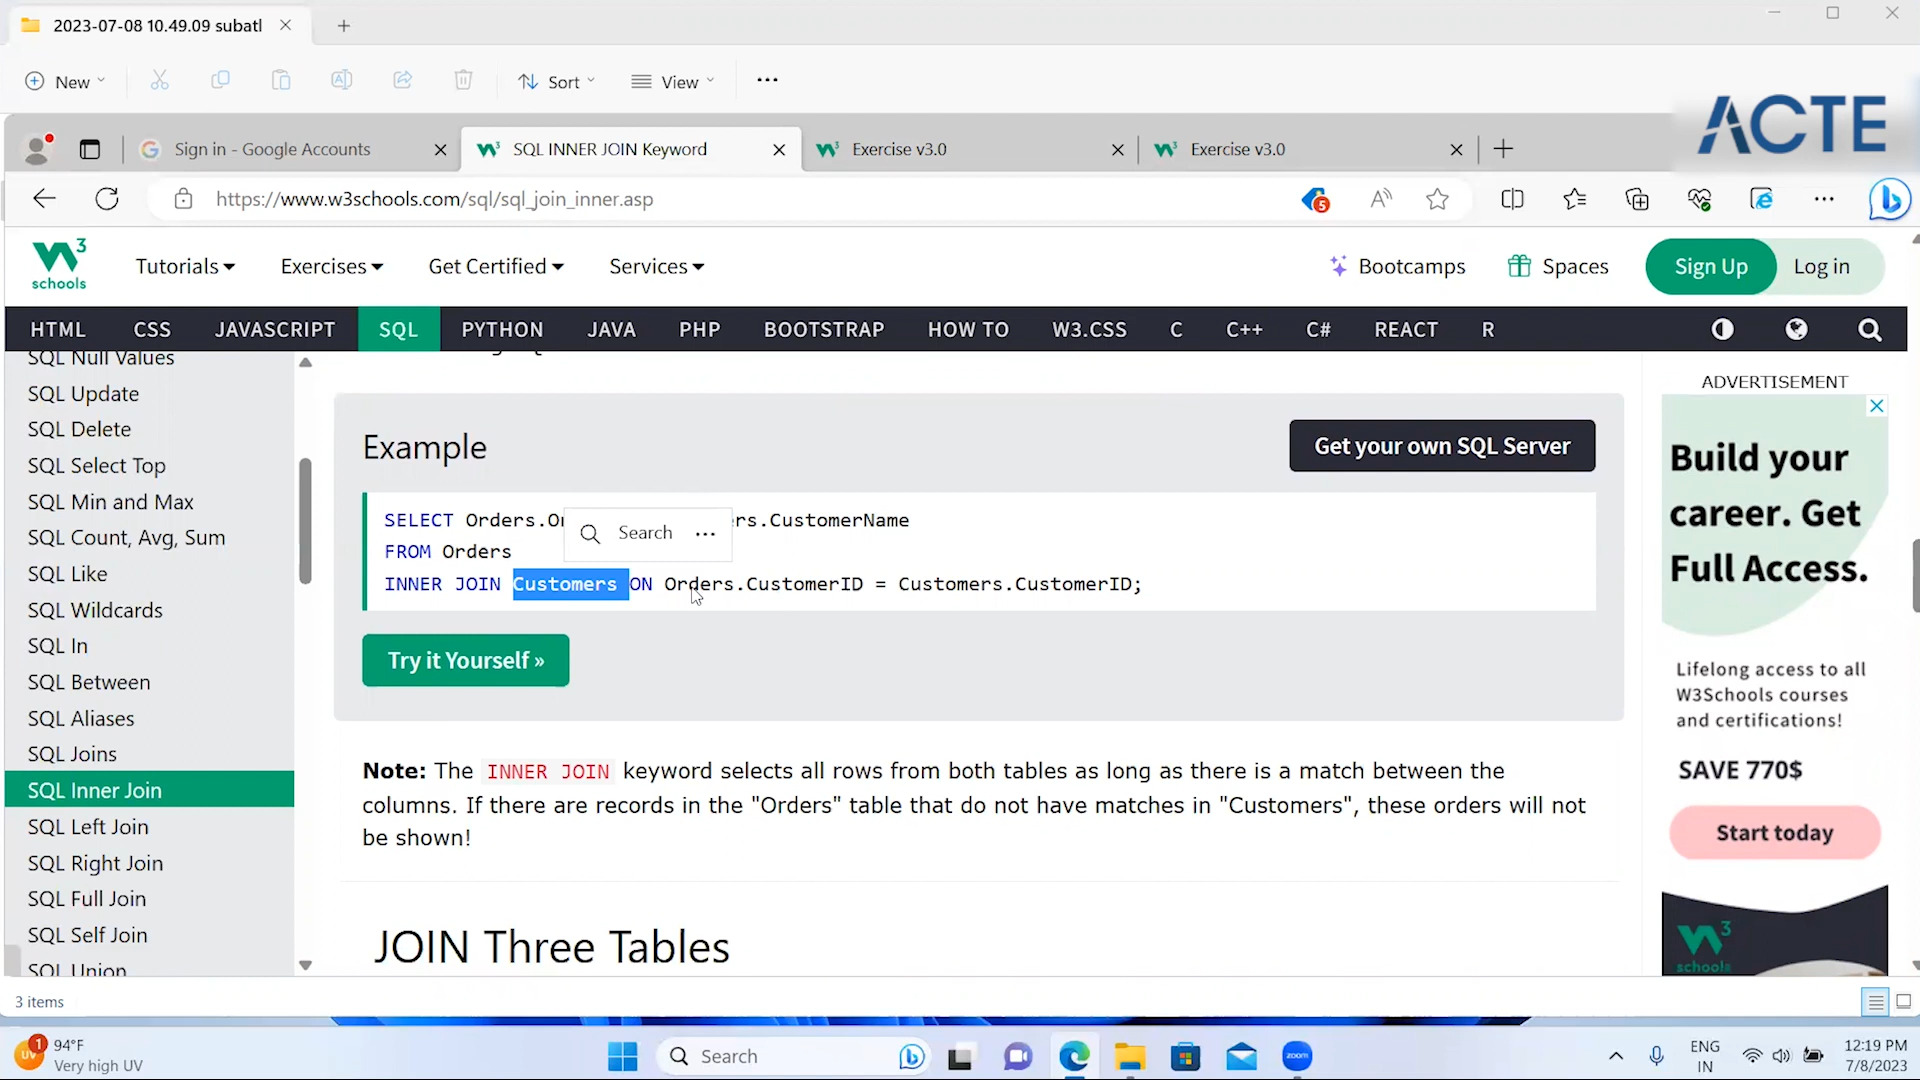 2023-07-08 10.49.09 subatl
New
Sort
View
ACTE
Sign in - Google Accounts
SQL INNER JOIN Keyword
Exercise v3.0
Exercise v3.0
https://www.w3schools.com/sql/sql_join_inner.asp
5
W3 schools
Tutorials
Exercises
Get Certified
Services
Bootcamps
Spaces
Sign Up
Log in
HTML CSS JAVASCRIPT SQL PYTHON JAVA PHP BOOTSTRAP HOW TO W3.CSS C C++ C# REACT R
SQL Null Values
SQL Update
SQL Delete
SQL Select Top
SQL Min and Max
SQL Count, Avg, Sum
SQL Like
SQL Wildcards
SQL In
SQL Between
SQL Aliases
SQL Joins
SQL Inner Join
SQL Left Join
SQL Right Join
SQL Full Join
SQL Self Join
SQL Union
Example
Get your own SQL Server
SELECT Orders.Or rs.CustomerName
Search
FROM Orders
INNER JOIN Customers ON Orders.CustomerID = Customers.CustomerID;
Try it Yourself »
Note: The INNER JOIN keyword selects all rows from both tables as long as there is a match between the
columns. If there are records in the "Orders" table that do not have matches in "Customers", these orders will not
be shown!
JOIN Three Tables
ADVERTISEMENT
Build your
career. Get
Full Access.
Lifelong access to all
W3Schools courses
and certifications!
SAVE 770$
Start today
W3 schools
3 items
UV 1
94°F
Very high UV
Search
zoom
ENG
IN
12:19 PM
7/8/2023